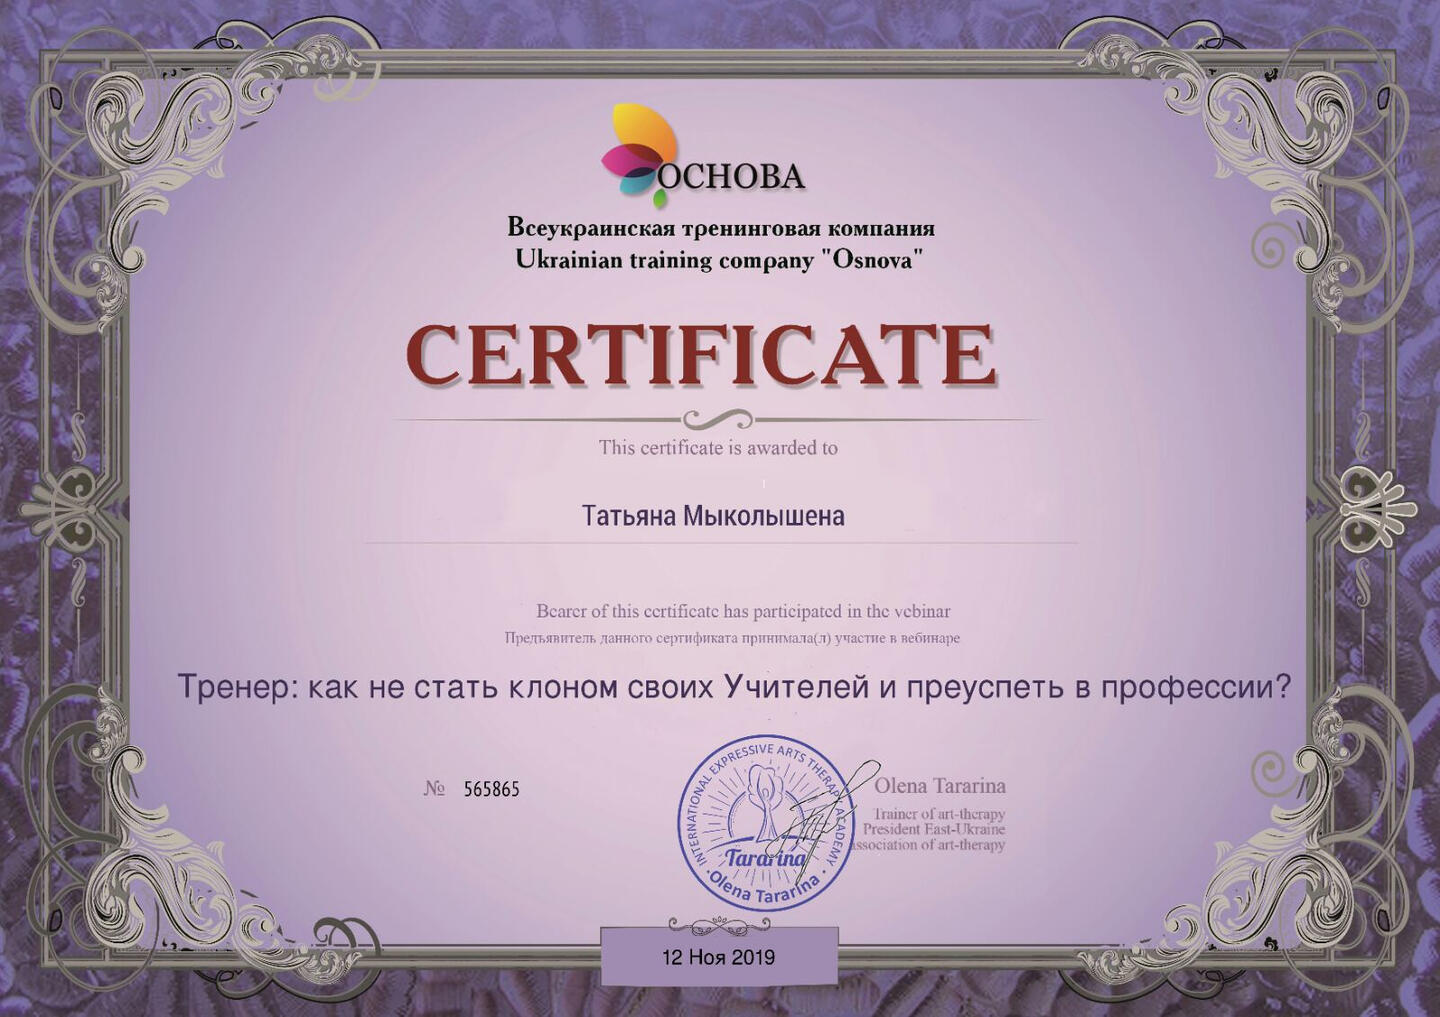 ОСНОВА
Всеукраинская тренинговая компания
Ukrainian training company "Osnova"
CERTIFICATE
This certificate is awarded to
Татьяна Мыколышена
Bearer of this certificate has participated in the vebinar
Предъявитель данного сертификата принимала(л) участие в вебинаре
Тренер: как не стать клоном своих Учителей и преуспеть в профессии?
№ 565865
INTERNATIONAL EXPRESSIVE ARTS THERAPY ACADEMY
Tararina
Olena Tararina
Olena Tararina
Trainer of art-therapy
President East-Ukraine
association of art-therapy
12 Ноя 2019